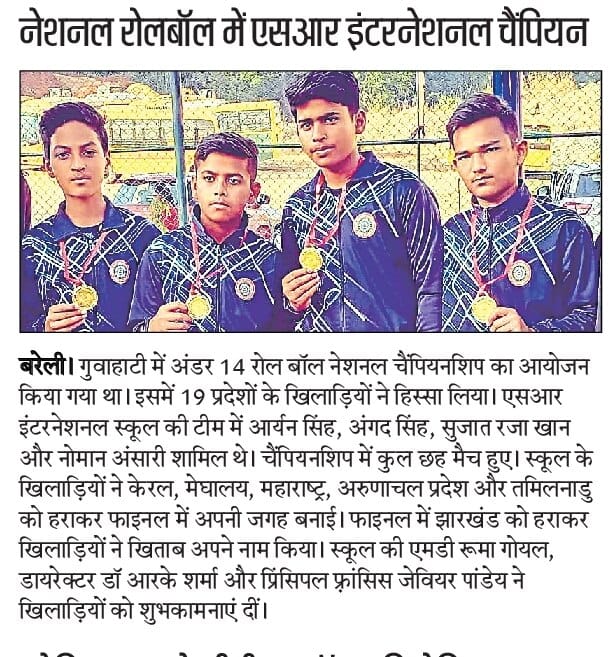 नेशनल रोलबॉल में एसआर इंटरनेशनल चैंपियन
बरेली। गुवाहाटी में अंडर 14 रोल बॉल नेशनल चैंपियनशिप का आयोजन
किया गया था। इसमें 19 प्रदेशों के खिलाड़ियों ने हिस्सा लिया। एसआर
इंटरनेशनल स्कूल की टीम में आर्यन सिंह, अंगद सिंह, सुजात रजा खान
और नोमान अंसारी शामिल थे। चैंपियनशिप में कुल छह मैच हुए। स्कूल के
खिलाड़ियों ने केरल, मेघालय, महाराष्ट्र, अरुणाचल प्रदेश और तमिलनाडु
को हराकर फाइनल में अपनी जगह बनाई। फाइनल में झारखंड को हराकर
खिलाड़ियों ने खिताब अपने नाम किया। स्कूल की एमडी रूमा गोयल,
डायरेक्टर डॉ आरके शर्मा और प्रिंसिपल फ्रांसिस जेवियर पांडेय ने
खिलाड़ियों को शुभकामनाएं दीं।